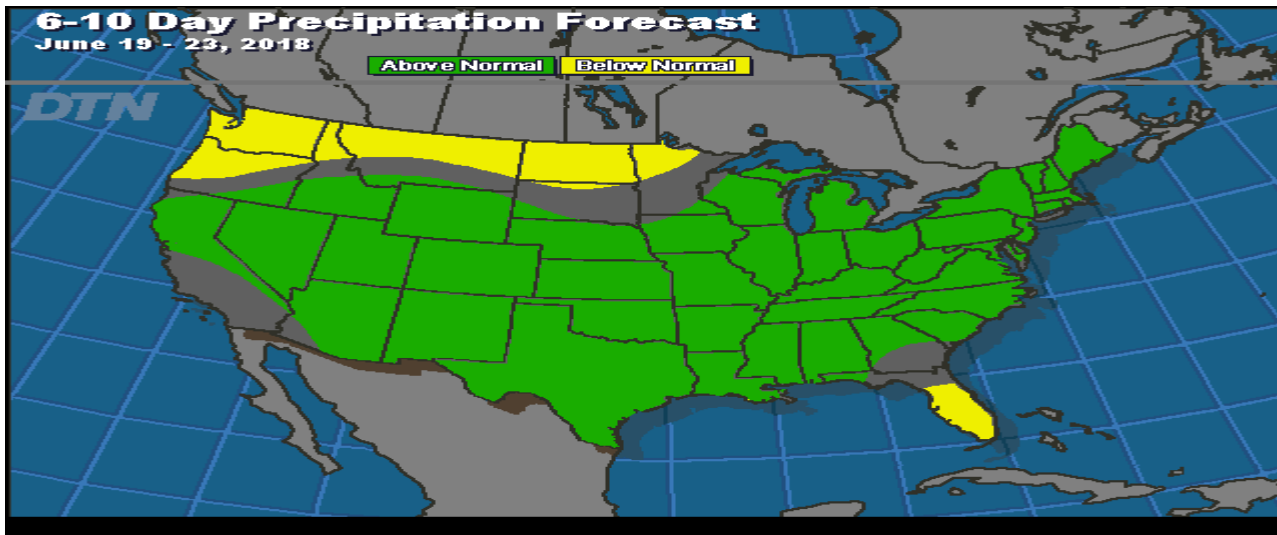 6-10 Day Precipitation Forecast
June 19 - 23, 2018
Above Normal Below Normal
DTN